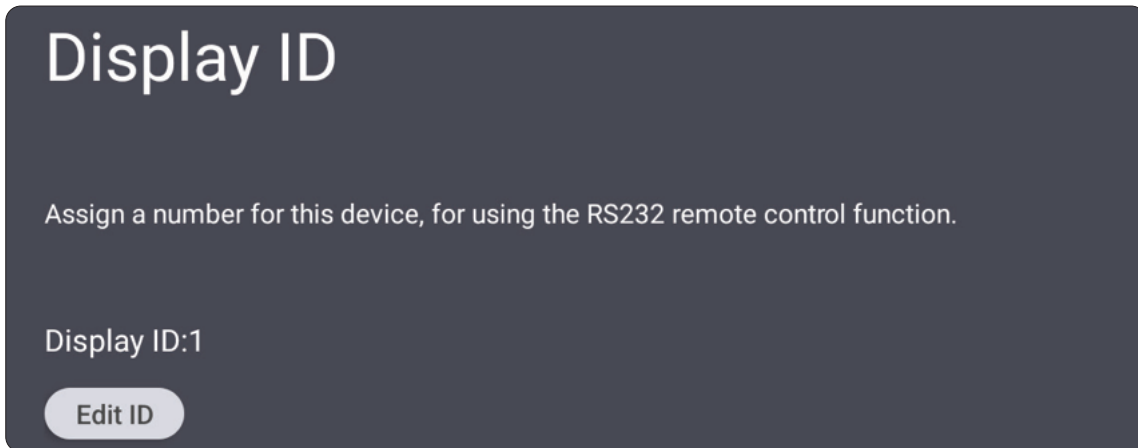 Display ID
Assign a number for this device, for using the RS232 remote control function.
Display ID:1
Edit ID